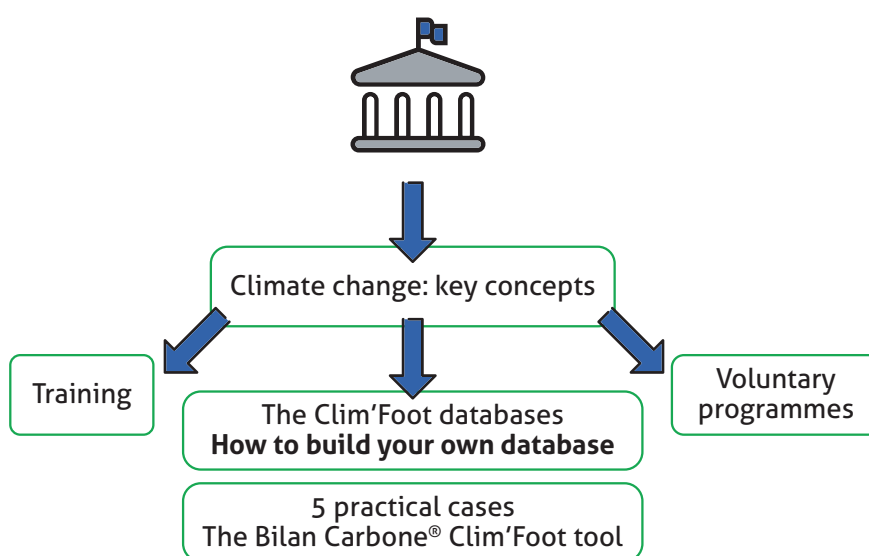 Climate change: key concepts
Training
The Clim’Foot databases
How to build your own database
Voluntary
programmes
5 practical cases
The Bilan Carbone® Clim’Foot tool